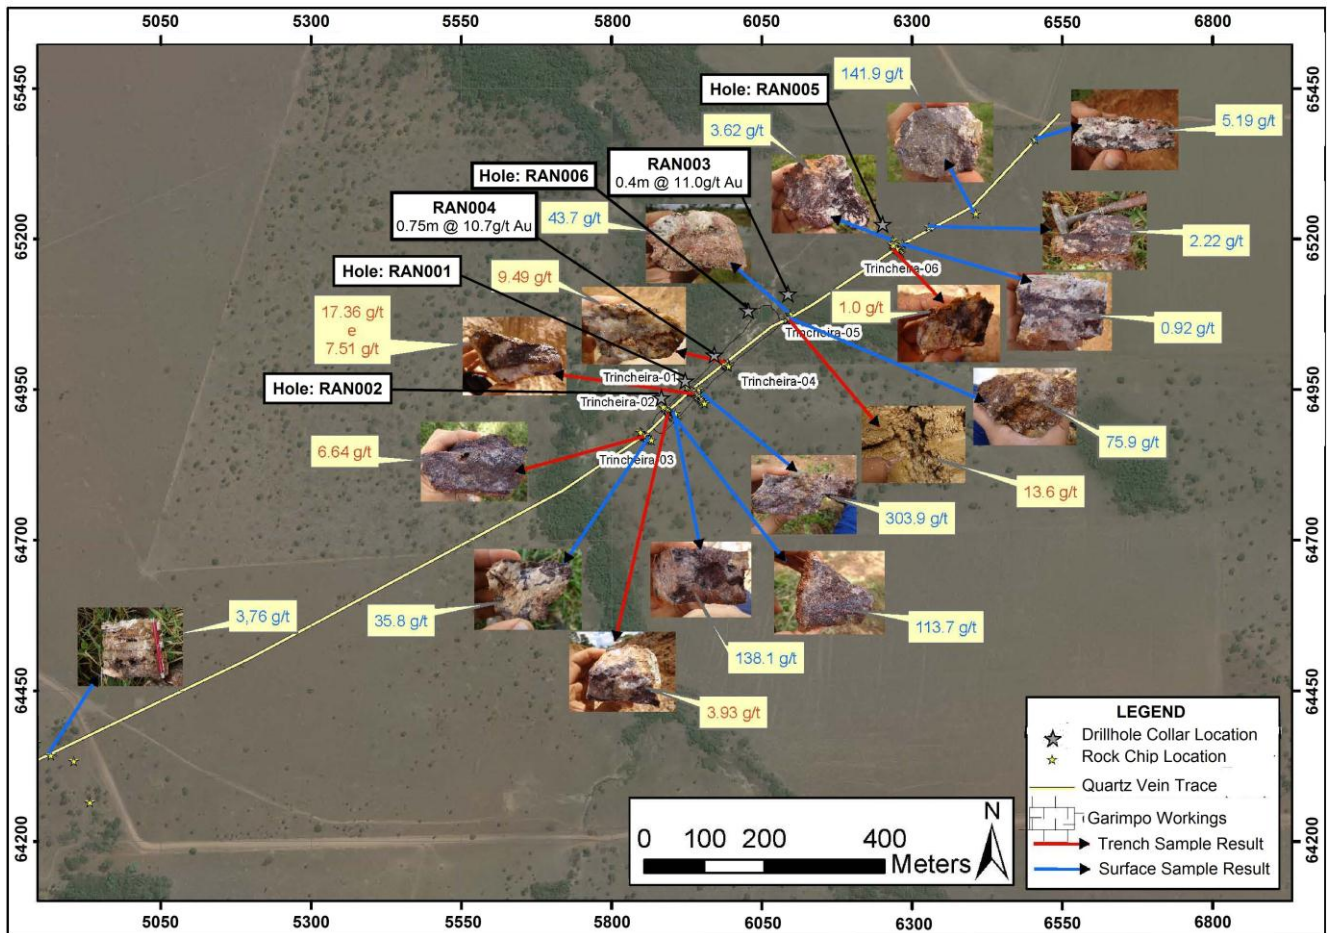 5050 5300 5550 5800 6050 6300 6550 6800
65450
65450
141.9 g/t
Hole: RAN005
5.19 g/t
3.62 g/t
RAN003
0.4m @ 11.0g/t Au
Hole: RAN006
RAN004
0.75m @ 10.7g/t Au
43.7 g/t
65200
65200
2.22 g/t
Trincheira-06
Hole: RAN001
9.49 g/t
17.36 g/t
e
7.51 g/t
1.0 g/t
0.92 g/t
Trincheira-05
Trincheira-01
Trincheira-04
Hole: RAN002
64950
64950
Trincheira-02
6.64 g/t
75.9 g/t
Trincheira-03
13.6 g/t
303.9 g/t
64700
64700
3,76 g/t
35.8 g/t
113.7 g/t
138.1 g/t
3.93 g/t
64450
64450
LEGEND
Drillhole Collar Location
Rock Chip Location
Quartz Vein Trace
Garimpo Workings
Trench Sample Result
Surface Sample Result
N
0 100 200 400
Meters
64200
64200
5050 5300 5550 5800 6050 6300 6550 6800